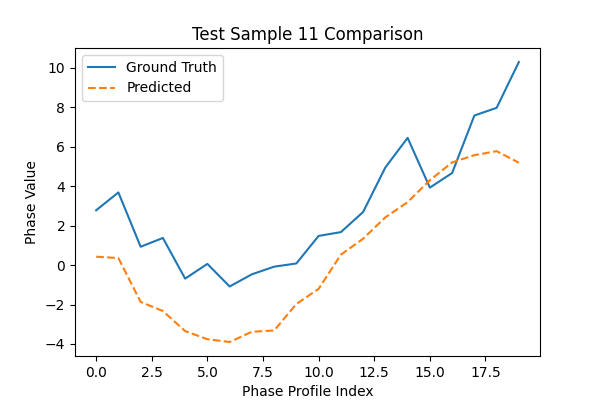 Test Sample 11 Comparison
Ground Truth
Predicted
Phase Value
10
8
6
4
2
0
−2
−4
0.0 2.5 5.0 7.5 10.0 12.5 15.0 17.5
Phase Profile Index